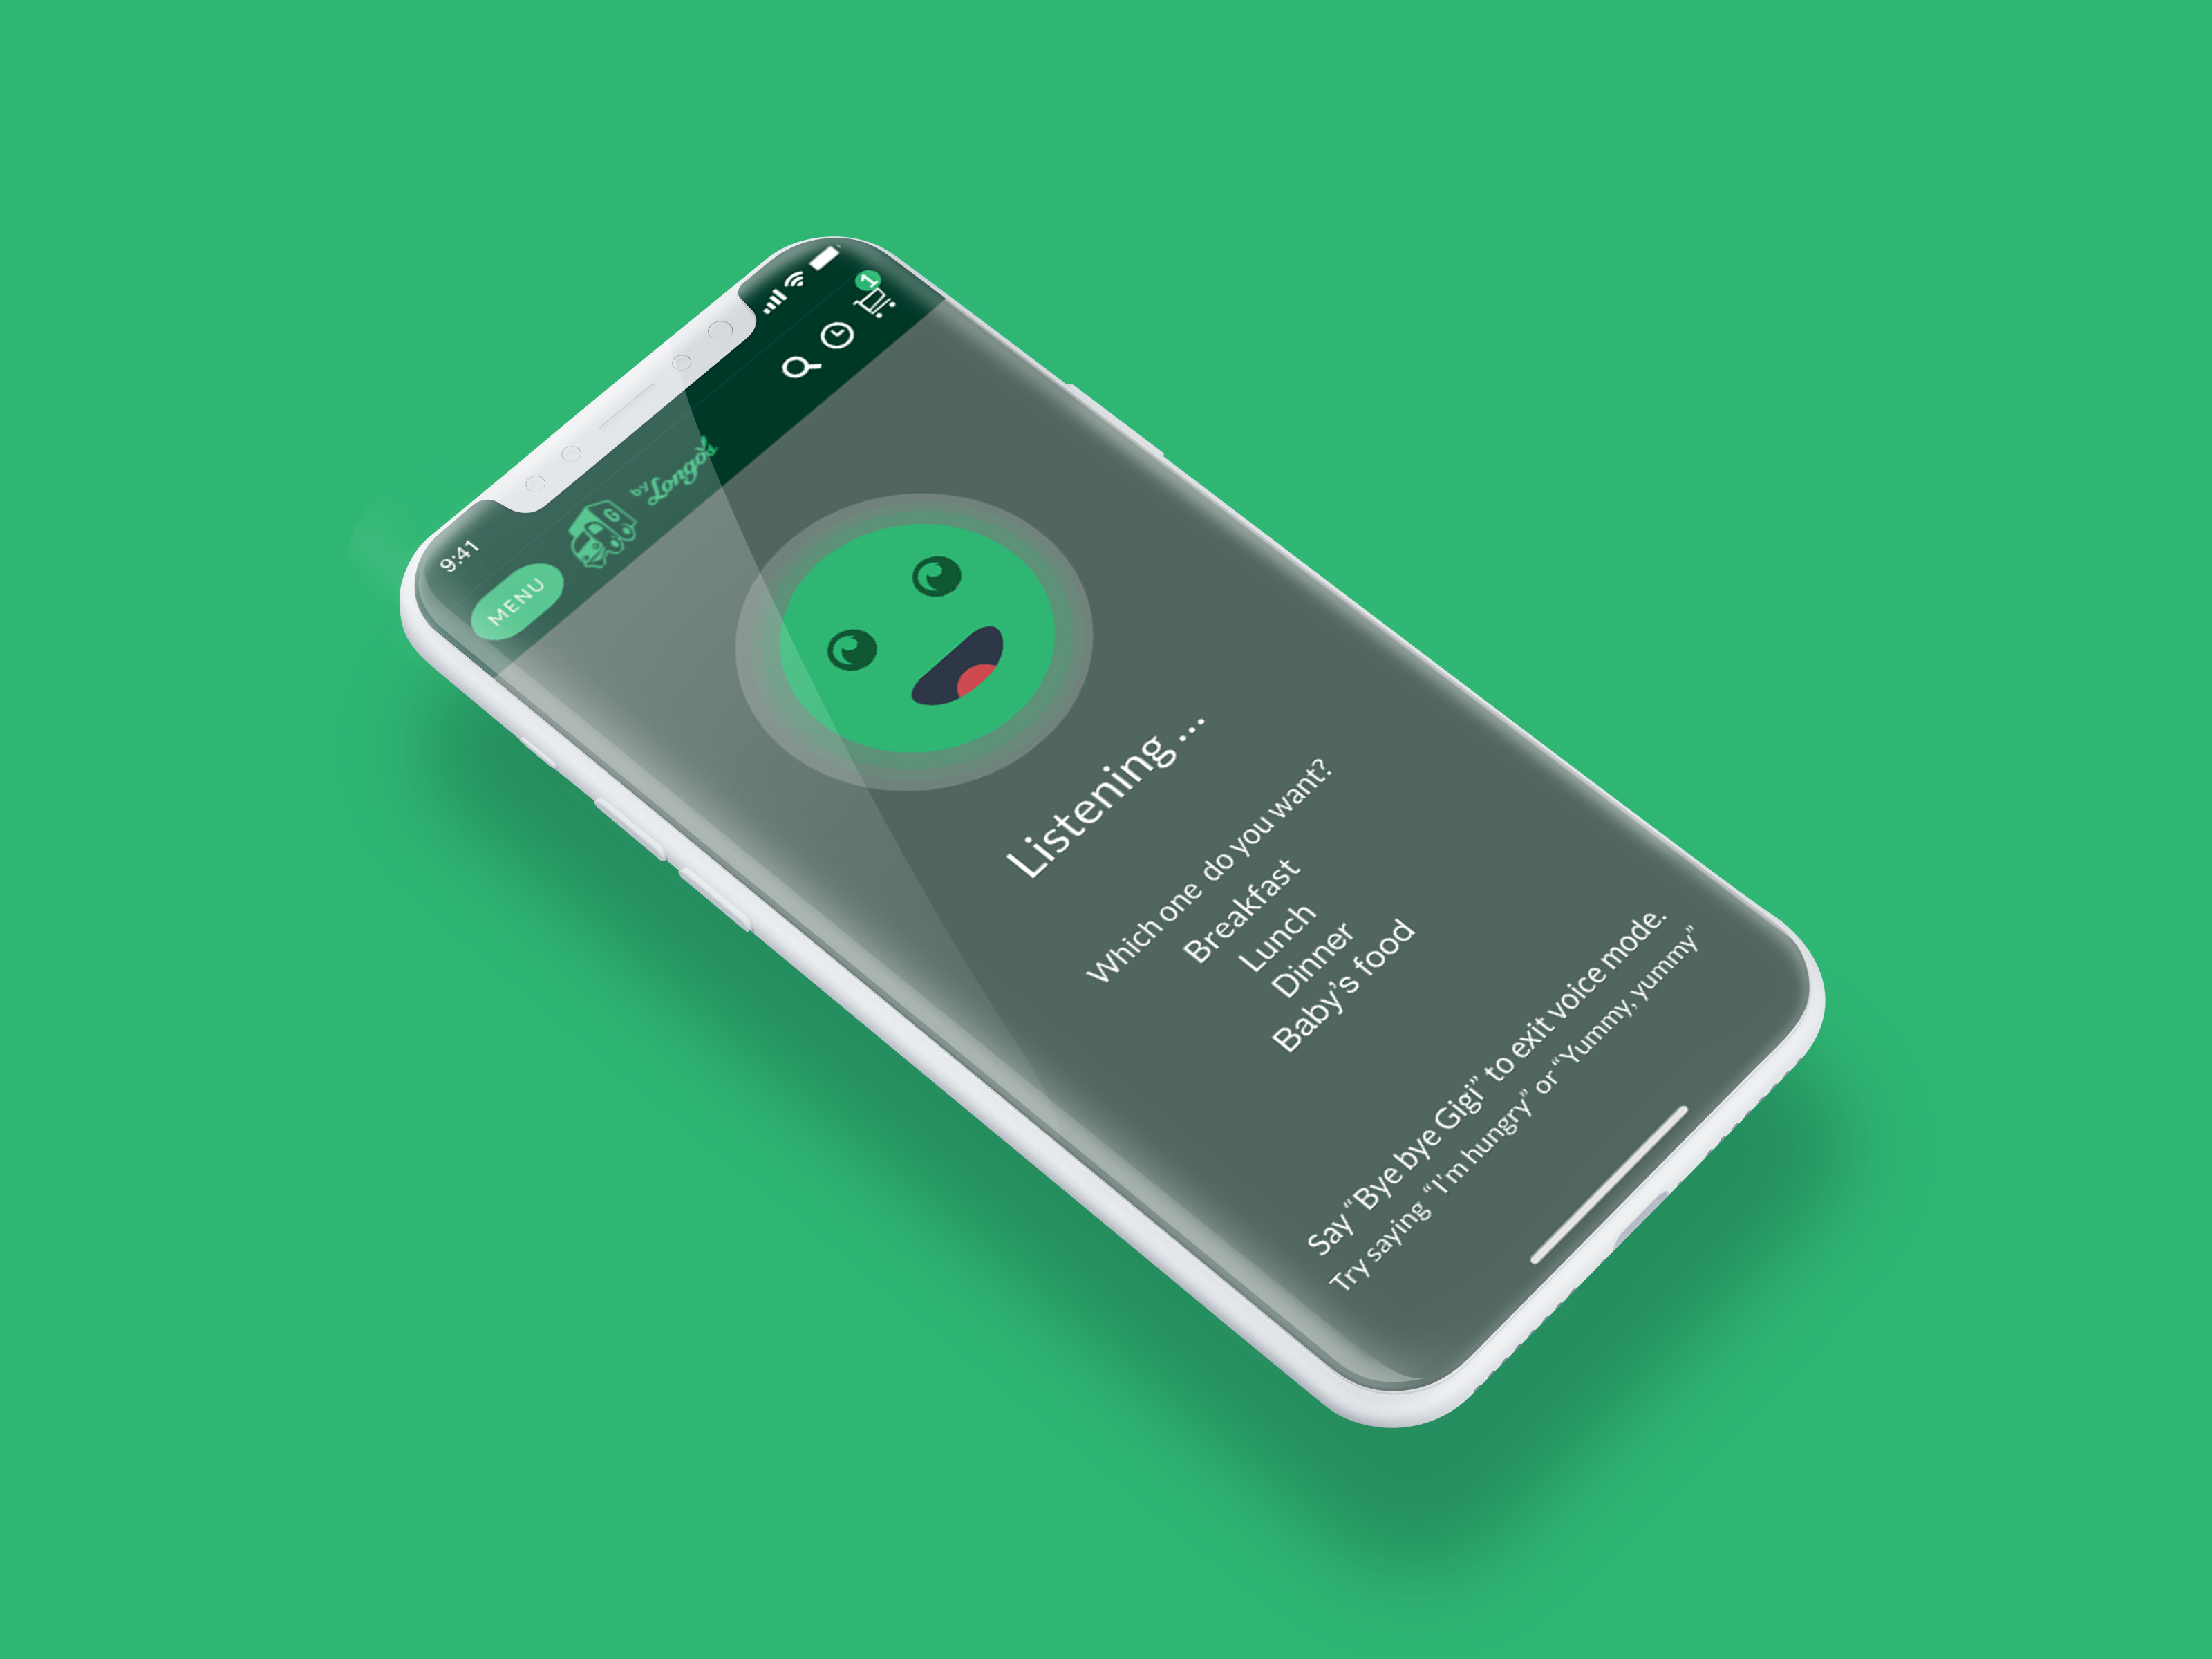 9:41
1
MENU
G
by Longo's
Listening ...
Which one do you want?
Breakfast
Lunch
Dinner
Baby's food
Say “Bye bye Gigi” to exit voice mode.
Try saying “I'm hungry” or “Yummy, yummy”